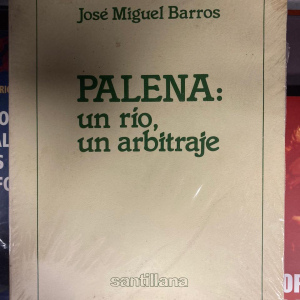 José Miguel Barros
PALENA:
un río,
un arbitraje
santillana